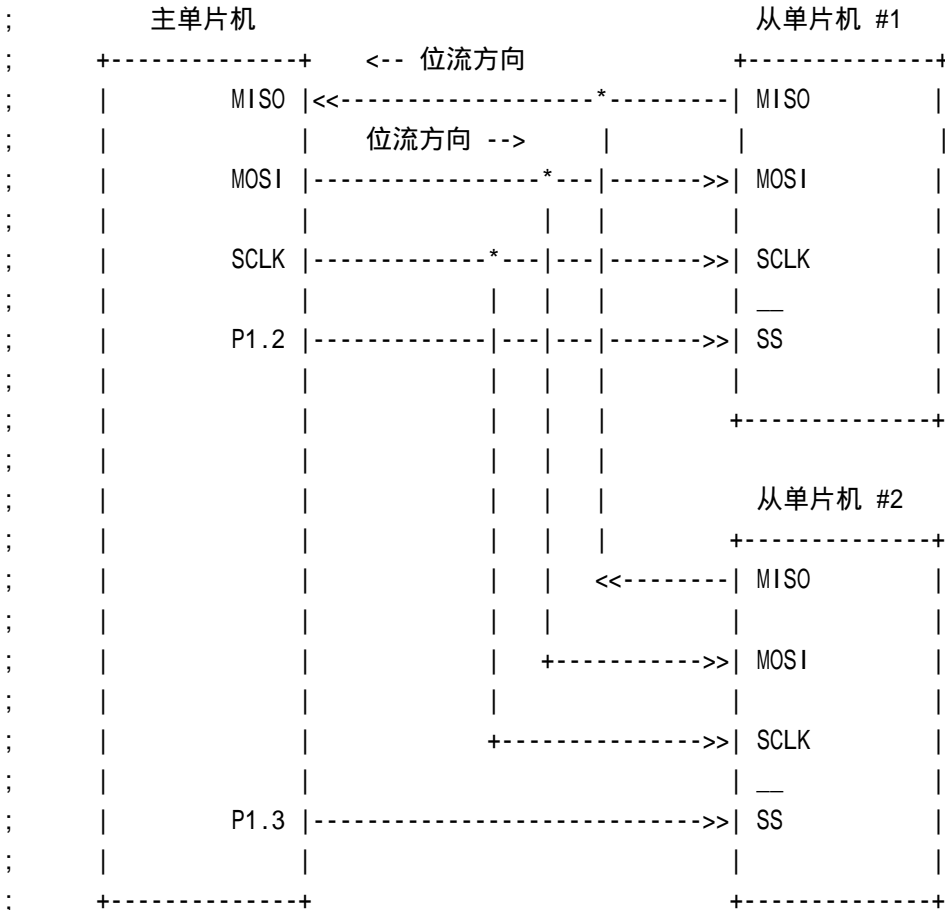 ;          主单片机                                     从单片机 #1
;      +--------------+    <-- 位流方向                +--------------+
;      |         MISO |<<-------------------*---------| MISO         |
;      |              |    位流方向 -->      |         |              |
;      |         MOSI |-----------------*---|------->>| MOSI         |
;      |              |                 |   |         |              |
;      |         SCLK |-------------*---|---|------->>| SCLK         |
;      |              |             |   |   |         | __           |
;      |         P1.2 |-------------|---|---|------->>| SS           |
;      |              |             |   |   |         |              |
;      |              |             |   |   |         +--------------+
;      |              |             |   |   |
;      |              |             |   |   |           从单片机 #2
;      |              |             |   |   |         +--------------+
;      |              |             |   |   <<--------| MISO         |
;      |              |             |   |             |              |
;      |              |             |   +----------->>| MOSI         |
;      |              |             |                 |              |
;      |              |             +--------------->>| SCLK         |
;      |              |                               | __           |
;      |         P1.3 |----------------------------->>| SS           |
;      |              |                               |              |
;      +--------------+                               +--------------+